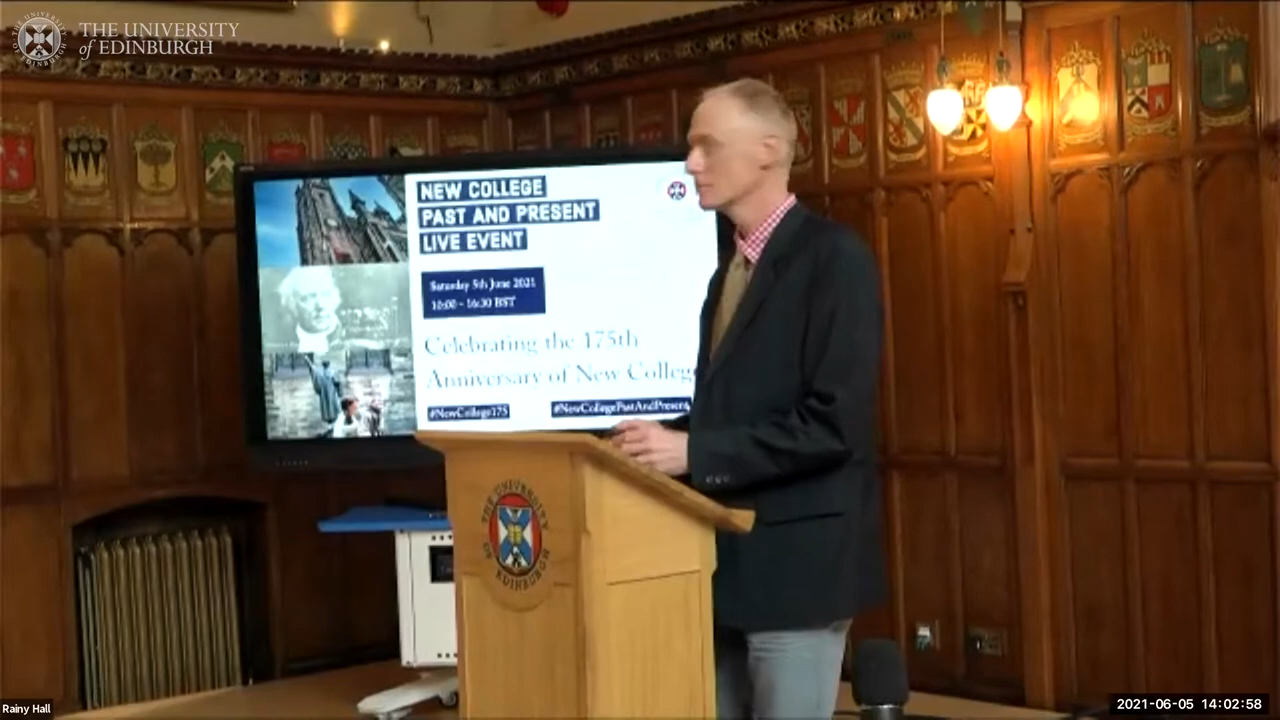 THE UNIVERSITY
of EDINBURGH
NEW COLLEGE
PAST AND PRESENT
LIVE EVENT
Saturday 5th June 2021
10:00 - 16:30 BST
Celebrating the 175th
Anniversary of New Colleg
#NewCollege175
#NewCollegePastAndPresent
THE UNIVERSITY
OF EDINBURGH
Rainy Hall
2021-06-05 14:02:58